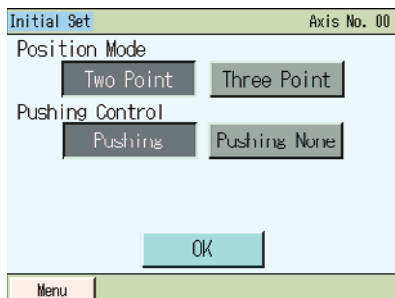 Initial Set Axis No. 00
Position Mode
Two Point Three Point
Pushing Control
Pushing Pushing None
OK
Menu